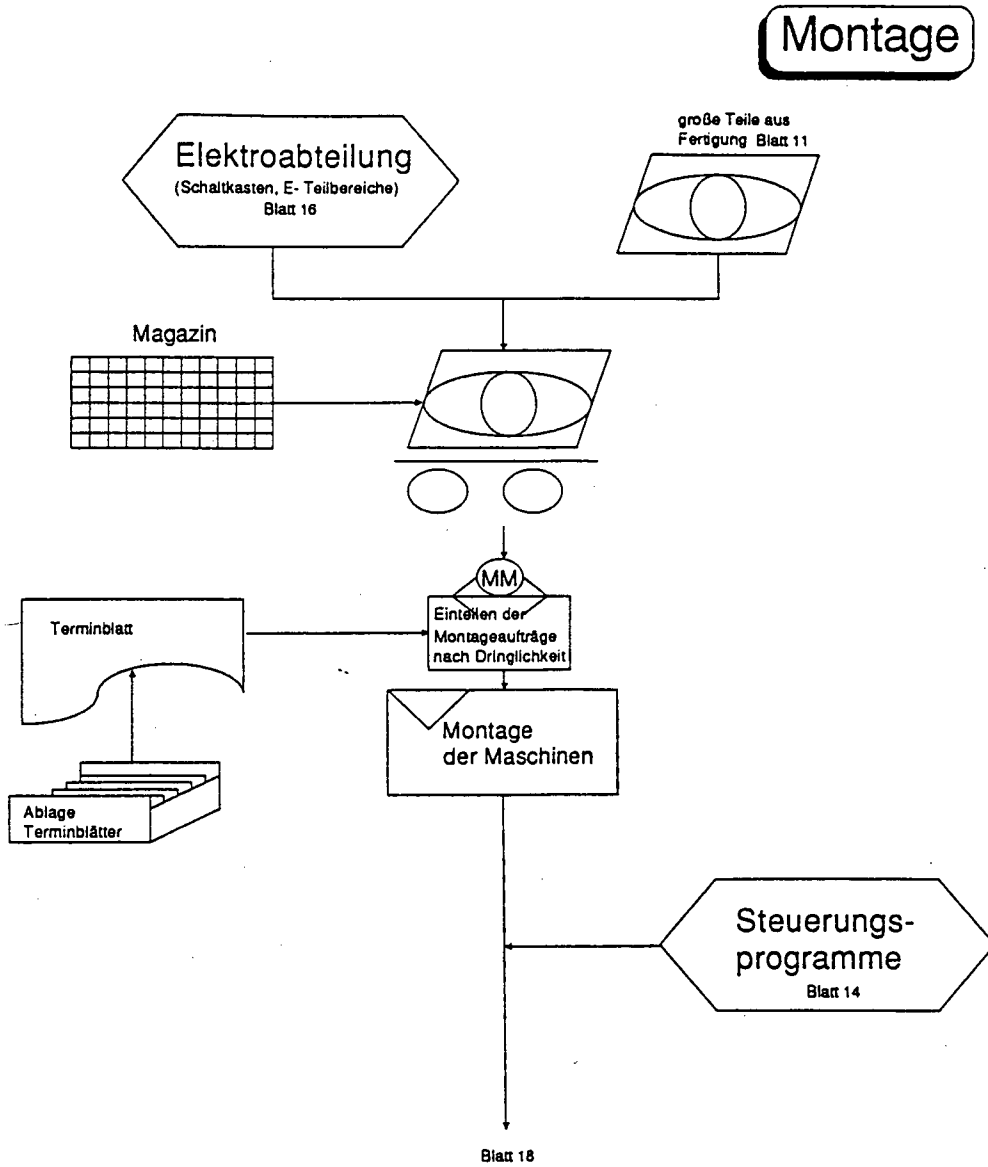 Montage
große Teile aus
Fertigung Blatt 11
Elektroabteilung
(Schaltkasten, E- Teilbereiche)
Blatt 16
Magazin
MM
Einteilen der
Montageaufträge
nach Dringlichkeit
Terminblatt
Montage
der Maschinen
Ablage
Terminblätter
Steuerungs-
programme
Blatt 14
Blatt 18